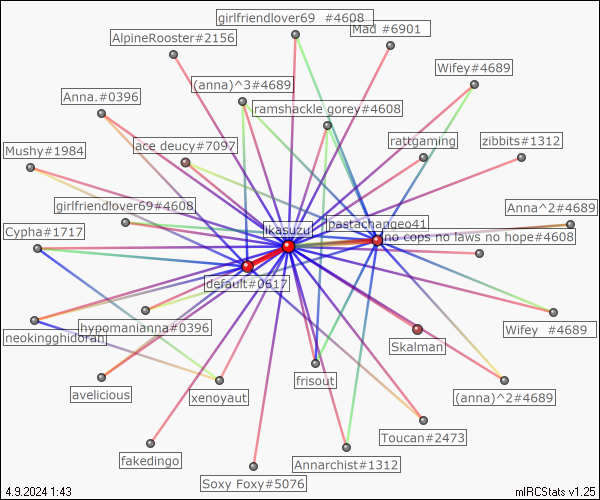 girlfriendlover69 #4608
Mad #6901
AlpineRooster#2156
Wifey#4689
(anna)^3#4689
Anna.#0396
ramshackle gorey#4608
rattgaming
zibbits#1312
ace deucy#7097
Mushy#1984
girlfriendlover69#4608
Anna^2#4689
Cypha#1717
ikasuzu
pastachangeo41
no cops no laws no hope#4608
default#0617
hypomanianna#0396
neokingghidoran
Wifey #4689
Skalman
frisout
avelicious
xenoyaut
(anna)^2#4689
Toucan#2473
fakedingo
Annarchist#1312
Soxy Foxy#5076
4.9.2024 1:43
mIRCStats v1.25